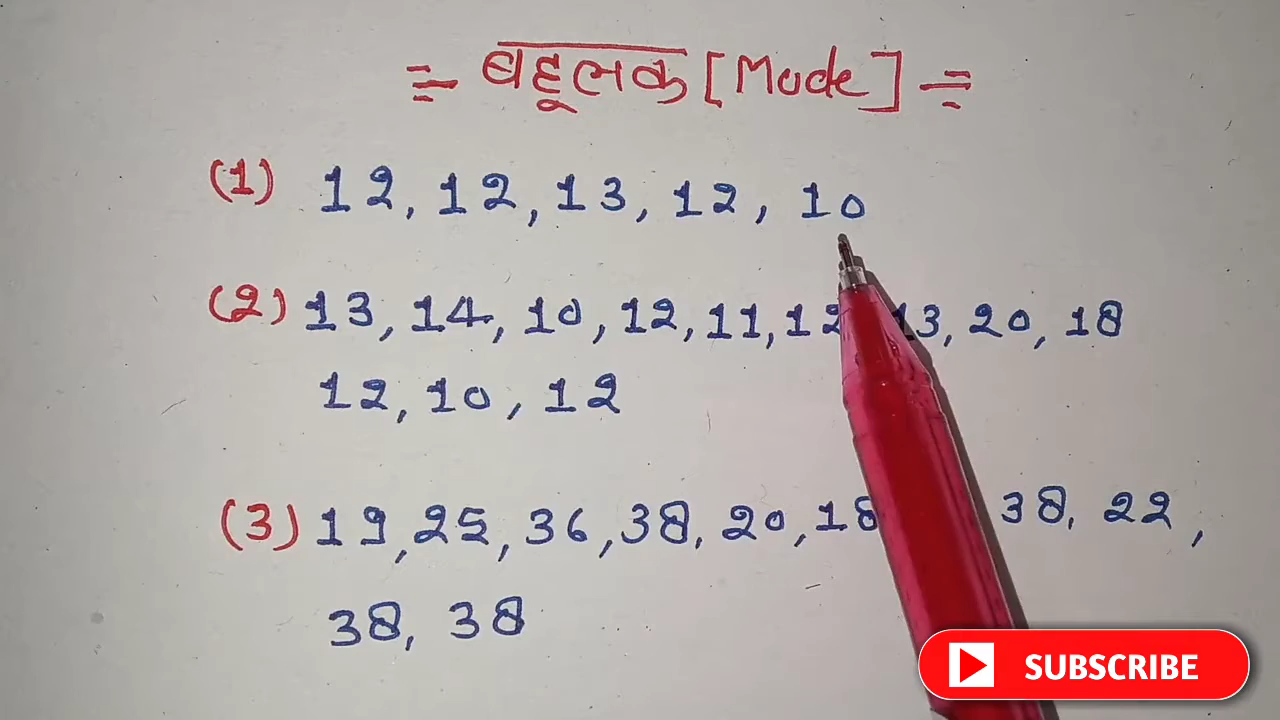 = बहूलक [Mode] =
(1) 12, 12, 13, 12, 10
(2) 13, 14, 10, 12, 11, 12 13, 20, 18
12, 10, 12
(3) 19, 25, 36, 38, 20, 18 38, 22,
38, 38
SUBSCRIBE